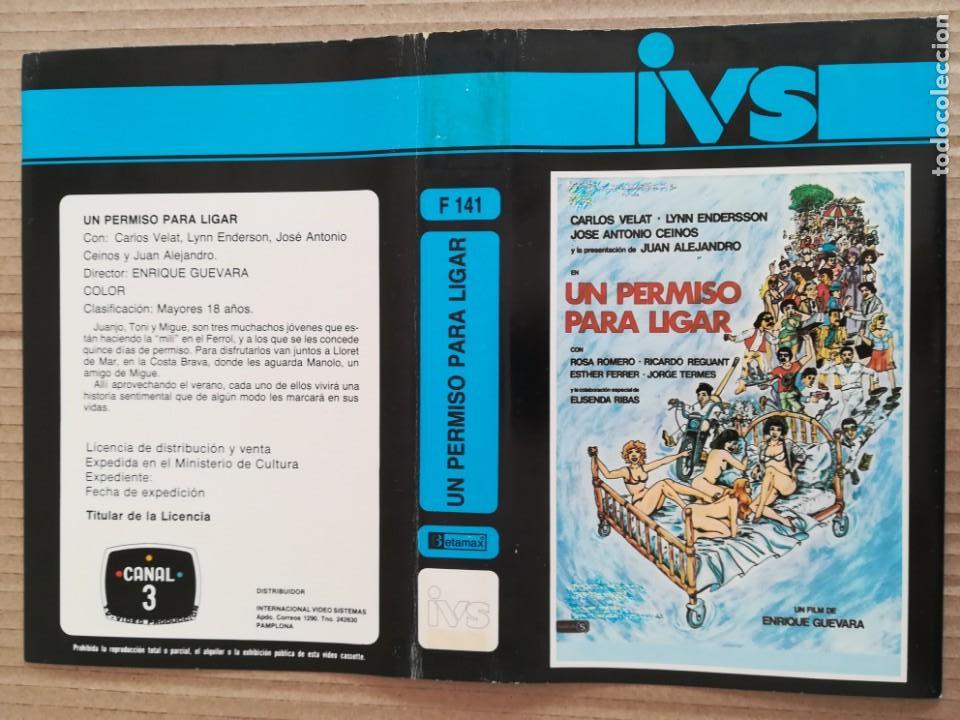 UN PERMISO PARA LIGAR
Con: Carlos Velat, Lynn Enderson, José Antonio
Ceinos y Juan Alejandro.
Director: ENRIQUE GUEVARA
COLOR
Clasificación: Mayores 18 años.
Juanjo, Toni y Migue, son tres muchachos jóvenes que es-
tán haciendo la "mili" en el Ferrol, y a los que se les concede
quince días de permiso. Para disfrutarlos van juntos a Lloret
de Mar, en la Costa Brava, donde les aguarda Manolo, un
amigo de Migue.
Allí aprovechando el verano, cada uno de ellos vivirá una
historia sentimental que de algún modo les marcará en sus
vidas.
Licencia de distribución y venta
Expedida en el Ministerio de Cultura
Expediente:
Fecha de expedición
Titular de la Licencia
CANAL
3
VIDEO PRODUCCION
DISTRIBUIDOR
INTERNACIONAL VIDEO SISTEMAS
Apdo. Correos 1290. Tno. 242630
PAMPLONA
Prohibida la reproducción total o parcial, el alquiler o la exhibición pública de esta video cassette.
F 141
UN PERMISO PARA LIGAR
Betamax
ivs
ivs
CARLOS VELAT · LYNN ENDERSSON
JOSE ANTONIO CEINOS
y la presentación de JUAN ALEJANDRO
EN
UN PERMISO
PARA LIGAR
CON
ROSA ROMERO · RICARDO REGUANT
ESTHER FERRER · JORGE TERMES
y la colaboración especial de
ELISENDA RIBAS
S
UN FILM DE
ENRIQUE GUEVARA
todocoleccion